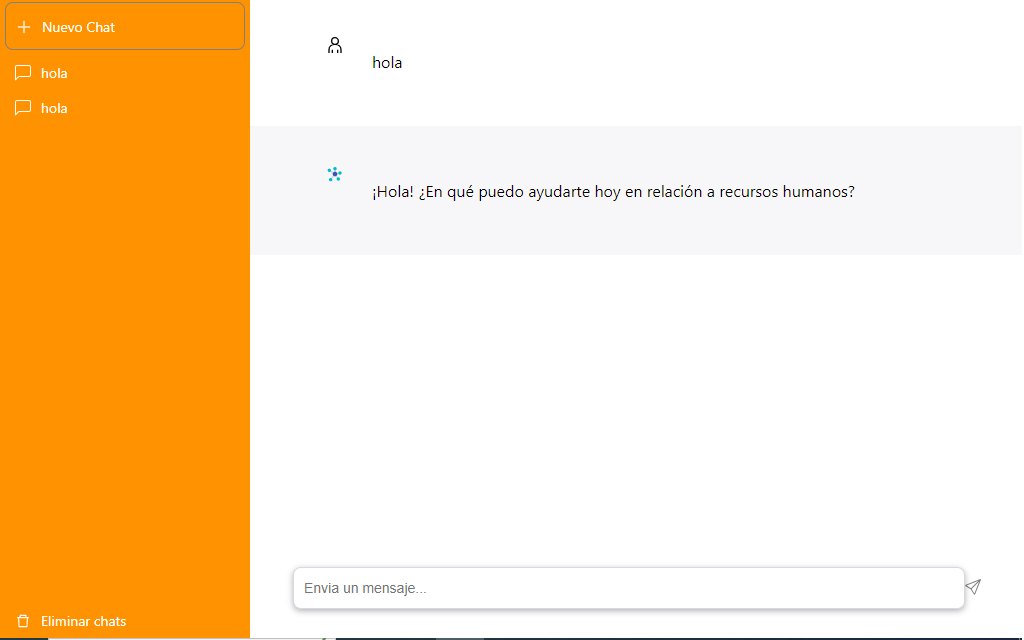 Nuevo Chat
hola
hola
Eliminar chats
hola
¡Hola! ¿En qué puedo ayudarte hoy en relación a recursos humanos?
Envia un mensaje...